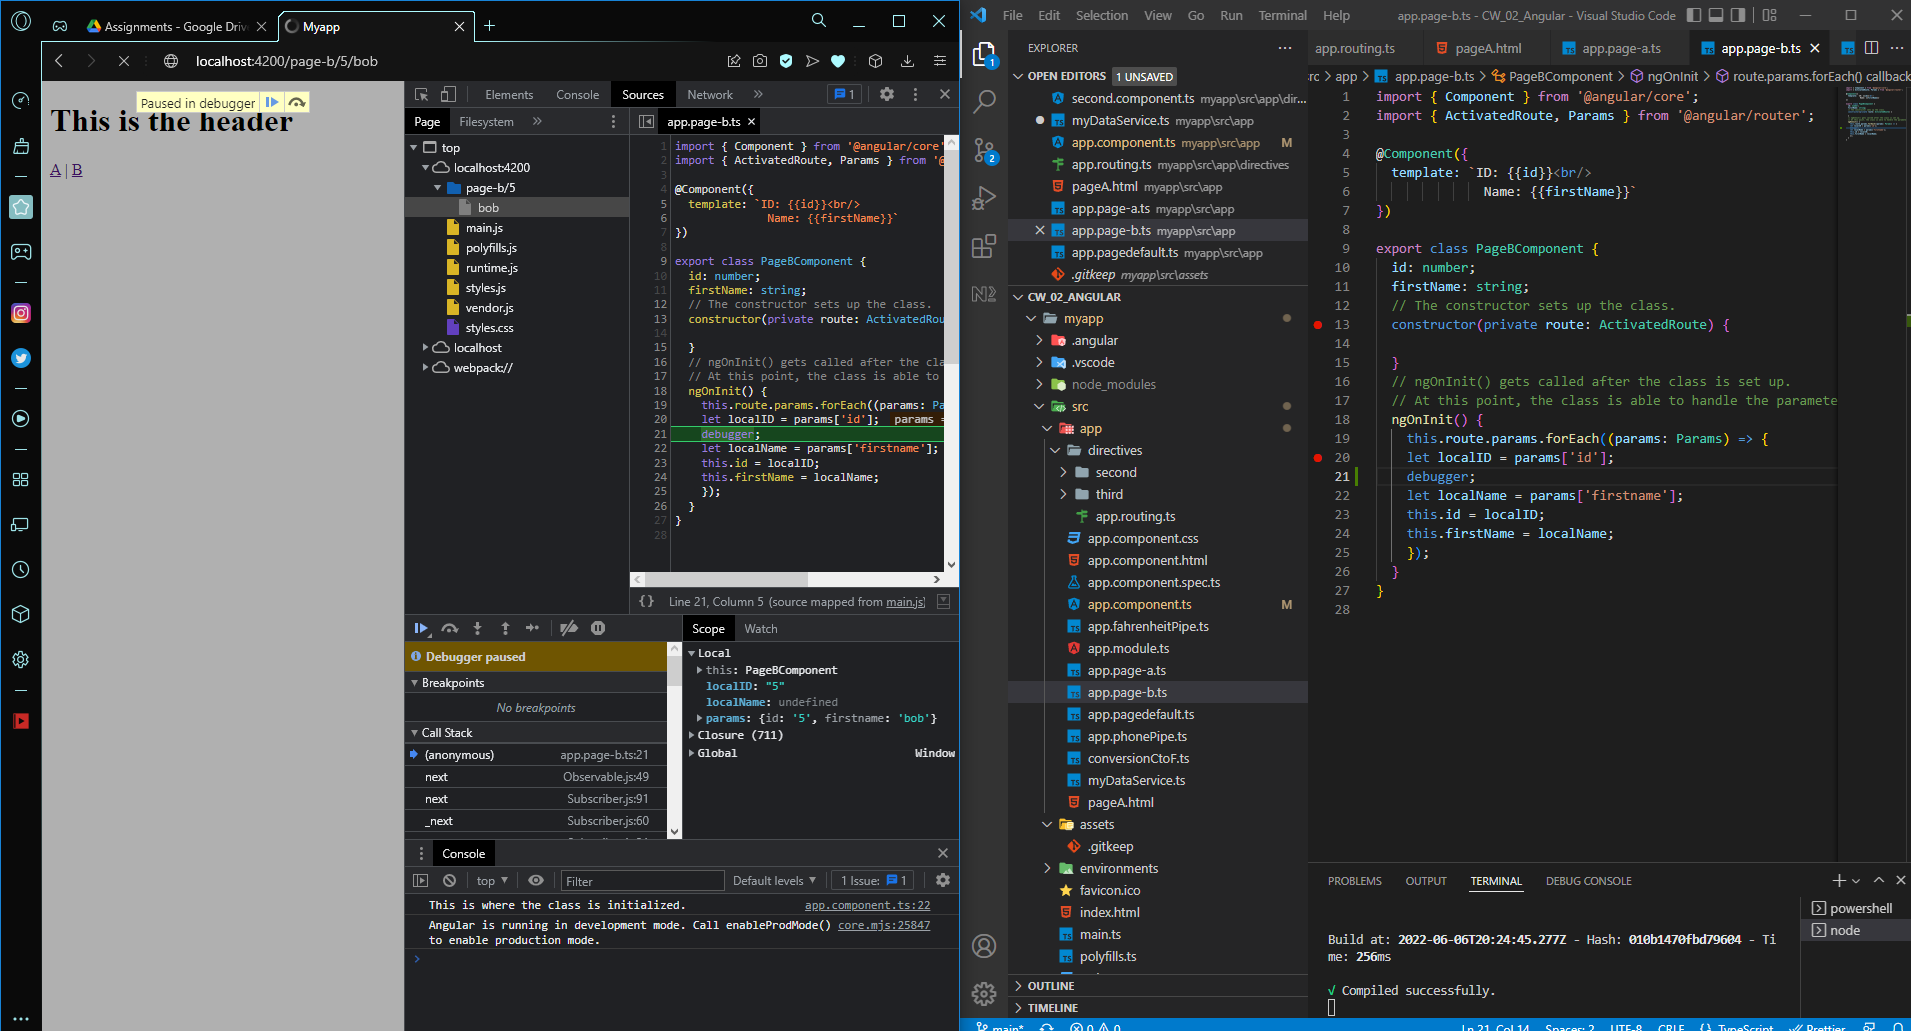 Assignments - Google Driv
Myapp
localhost:4200/page-b/5/bob
Paused in debugger
This is the header
A | B
Elements Console Sources Network » 1
Page Filesystem »
app.page-b.ts
top
localhost:4200
page-b/5
bob
main.js
polyfills.js
runtime.js
styles.js
vendor.js
styles.css
localhost
webpack://
1 import { Component } from '@angular/core'
2 import { ActivatedRoute, Params } from '@
3
4 @Component({
5 template: `ID: {{id}}<br/>
6 Name: {{firstName}}`
7 })
8
9 export class PageBComponent {
10 id: number;
11 firstName: string;
12 // The constructor sets up the class.
13 constructor(private route: ActivatedRou
14
15 }
16 // ngOnInit() gets called after the cla
17 // At this point, the class is able to
18 ngOnInit() {
19 this.route.params.forEach((params: Pa
20 let localID = params['id']; params =
21 debugger;
22 let localName = params['firstname'];
23 this.id = localID;
24 this.firstName = localName;
25 });
26 }
27 }
28
{} Line 21, Column 5 (source mapped from main.js)
Debugger paused
Breakpoints
No breakpoints
Call Stack
(anonymous) app.page-b.ts:21
next Observable.js:49
next Subscriber.js:91
_next Subscriber.js:60
Scope Watch
Local
this: PageBComponent
localID: "5"
localName: undefined
params: {id: '5', firstname: 'bob'}
Closure (711)
Global Window
Console
top Filter Default levels 1 Issue: 1
This is where the class is initialized. app.component.ts:22
Angular is running in development mode. Call enableProdMode() core.mjs:25847
to enable production mode.
File Edit Selection View Go Run Terminal Help app.page-b.ts - CW_02_Angular - Visual Studio Code
1
2
EXPLORER
OPEN EDITORS 1 UNSAVED
second.component.ts myapp\src\app\dir...
myDataService.ts myapp\src\app
app.component.ts myapp\src\app M
app.routing.ts myapp\src\app\directives
pageA.html myapp\src\app
app.page-a.ts myapp\src\app
app.page-b.ts myapp\src\app
app.pagedefault.ts myapp\src\app
.gitkeep myapp\src\assets
CW_02_ANGULAR
myapp
.angular
.vscode
node_modules
src
app
directives
second
third
app.routing.ts
app.component.css
app.component.html
app.component.spec.ts
app.component.ts M
app.fahrenheitPipe.ts
app.module.ts
app.page-a.ts
app.page-b.ts
app.pagedefault.ts
app.phonePipe.ts
conversionCtoF.ts
myDataService.ts
pageA.html
assets
.gitkeep
environments
favicon.ico
index.html
main.ts
polyfills.ts
OUTLINE
TIMELINE
app.routing.ts pageA.html app.page-a.ts app.page-b.ts
rc > app > app.page-b.ts > PageBComponent > ngOnInit > route.params.forEach() callback
1 import { Component } from '@angular/core';
2 import { ActivatedRoute, Params } from '@angular/router';
3
4 @Component({
5 template: `ID: {{id}}<br/>
6 Name: {{firstName}}`
7 })
8
9 export class PageBComponent {
10 id: number;
11 firstName: string;
12 // The constructor sets up the class.
13 constructor(private route: ActivatedRoute) {
14
15 }
16 // ngOnInit() gets called after the class is set up.
17 // At this point, the class is able to handle the paramete
18 ngOnInit() {
19 this.route.params.forEach((params: Params) => {
20 let localID = params['id'];
21 debugger;
22 let localName = params['firstname'];
23 this.id = localID;
24 this.firstName = localName;
25 });
26 }
27 }
28
PROBLEMS OUTPUT TERMINAL DEBUG CONSOLE
powershell
node
Build at: 2022-06-06T20:24:45.277Z - Hash: 010b1470fbd79604 - Ti
me: 256ms
√ Compiled successfully.
main* 0 0 Ln 21, Col 14 Spaces: 2 UTF-8 CRLF {} TypeScript Prettier